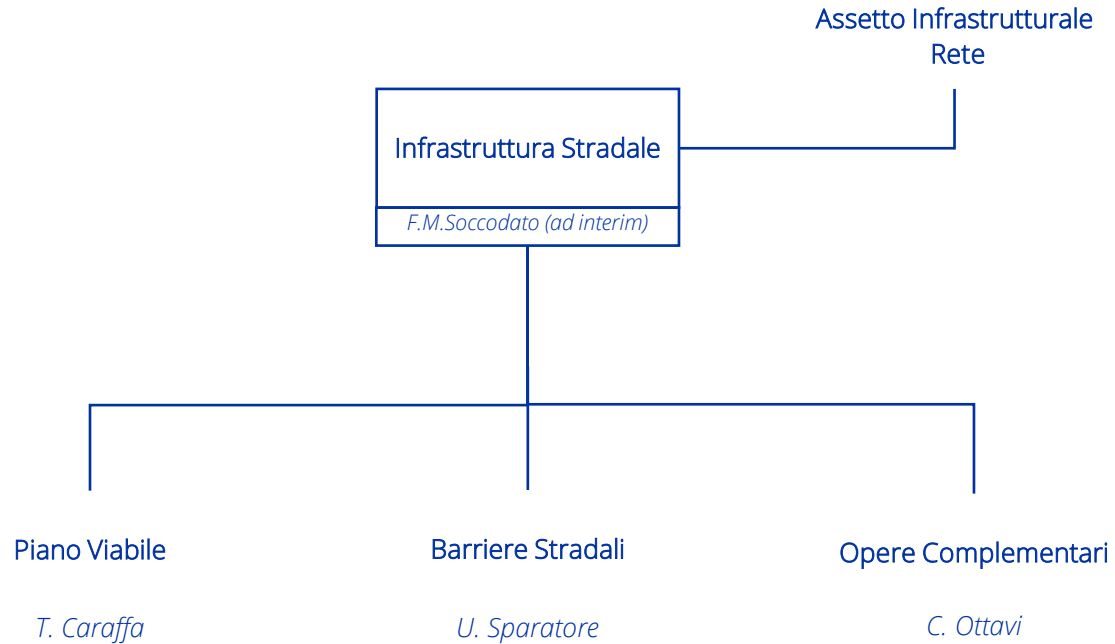 Assetto Infrastrutturale
Rete
Infrastruttura Stradale
F.M.Soccodato (ad interim)
Piano Viabile
Barriere Stradali
Opere Complementari
T. Caraffa
U. Sparatore
C. Ottavi